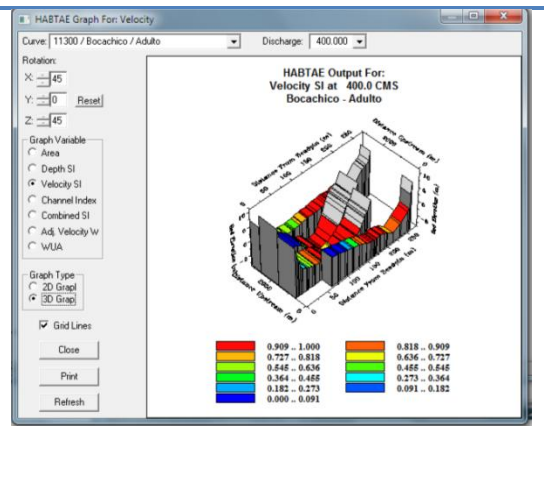 HABTAE Graph For: Velocity
Curve: 11300 / Bocachico / Adulto
Discharge: 400.000
Rotation:
X: 45
Y: 0 Reset
Z: 45
Graph Variable
Area
Depth SI
Velocity SI
Channel Index
Combined SI
Adj. Velocity W
WUA
Graph Type
2D Grapl
3D Grap
Grid Lines
Close
Print
Refresh
HABTAE Output For:
Velocity SI at 400.0 CMS
Bocachico - Adulto
Distance Upstream (m)
Distance From Headpin (m)
Distance From Headpin (m)
0.909 .. 1.000
0.818 .. 0.909
0.727 .. 0.818
0.636 .. 0.727
0.545 .. 0.636
0.455 .. 0.545
0.364 .. 0.455
0.273 .. 0.364
0.182 .. 0.273
0.091 .. 0.182
0.000 .. 0.091